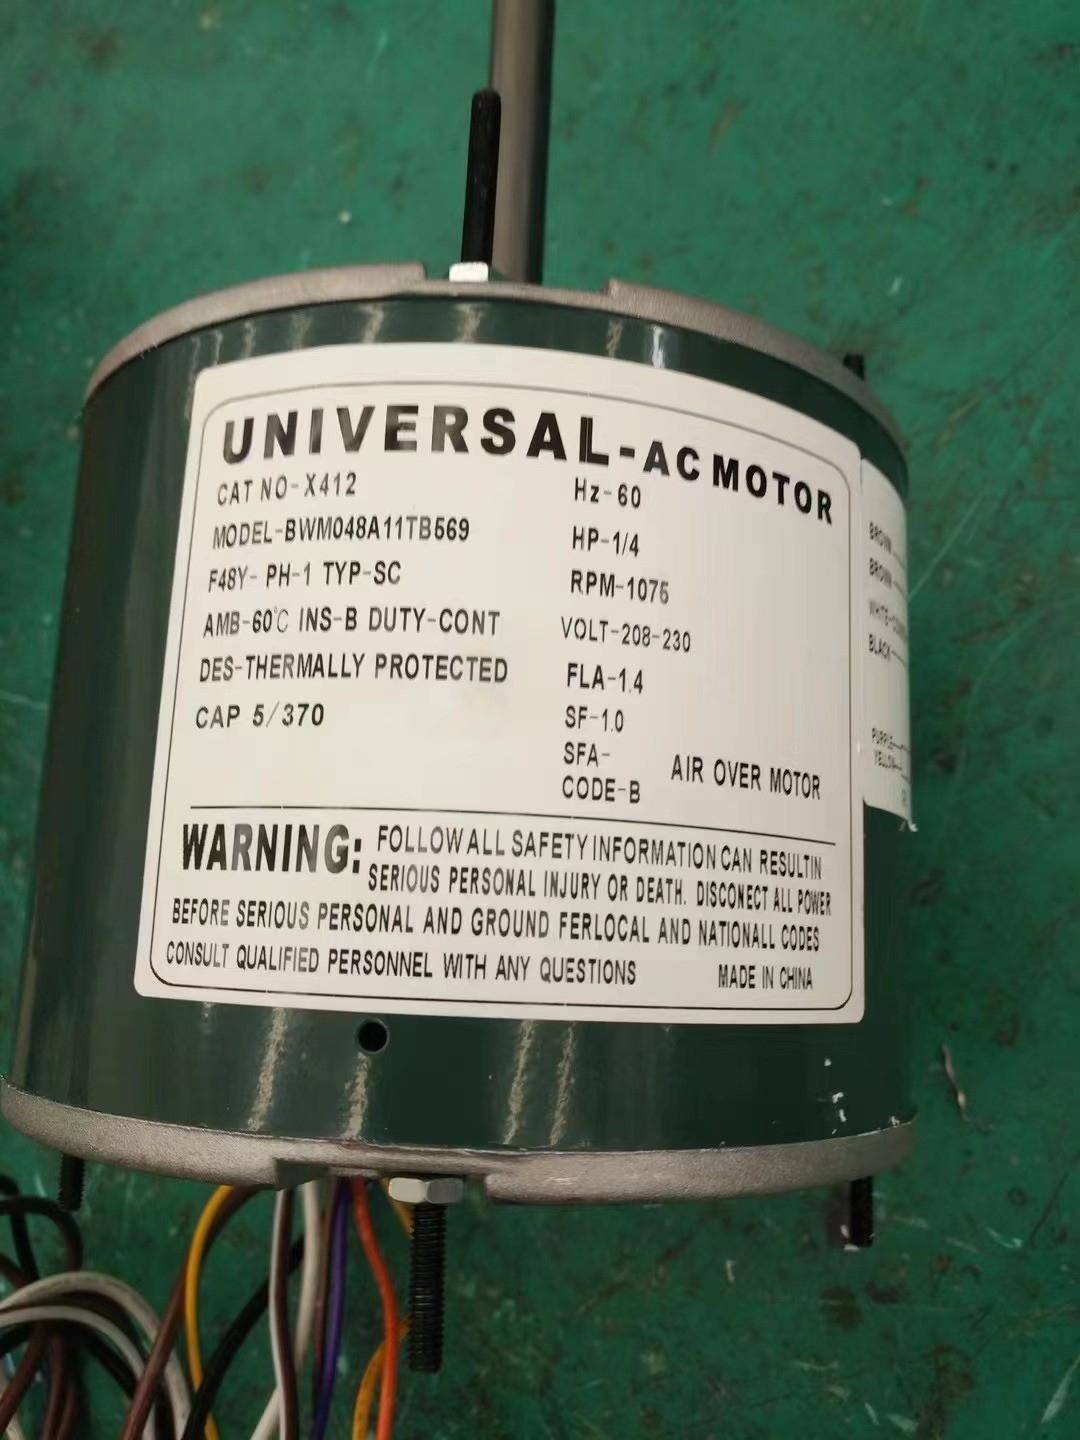 UNIVERSAL-AC MOTOR
CAT NO-X412
MODEL-BWM048A11TB569
F48Y- PH-1 TYP-SC
AMB-60℃ INS-B DUTY-CONT
DES-THERMALLY PROTECTED
CAP 5/370
Hz-60
HP-1/4
RPM-1075
VOLT-208-230
FLA-1.4
SF-1.0
SFA-
CODE-B
AIR OVER MOTOR
WARNING: FOLLOW ALL SAFETY INFORMATION CAN RESULTIN
SERIOUS PERSONAL INJURY OR DEATH. DISCONECT ALL POWER
BEFORE SERIOUS PERSONAL AND GROUND FERLOCAL AND NATIONALL CODES
CONSULT QUALIFIED PERSONNEL WITH ANY QUESTIONS
MADE IN CHINA
BROWN
BROWN
BLACK
PURPLE
YELLOW